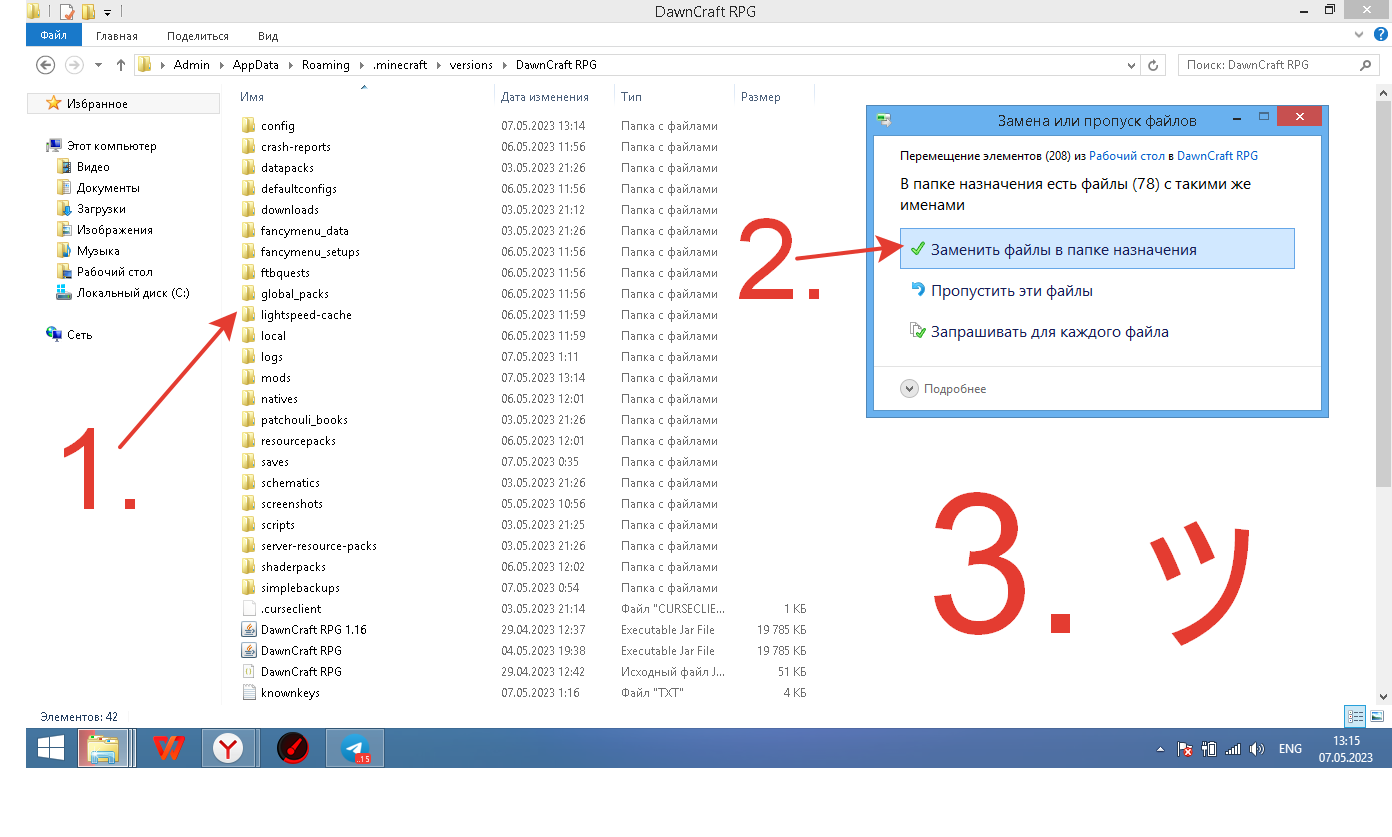 DawnCraft RPG
Файл Главная Поделиться Вид
Admin AppData Roaming .minecraft versions DawnCraft RPG Поиск: DawnCraft RPG
Избранное
Этот компьютер
Видео
Документы
Загрузки
Изображения
Музыка
Рабочий стол
Локальный диск (C:)
Сеть
Имя Дата изменения Тип Размер
config 07.05.2023 13:14 Папка с файлами
crash-reports 06.05.2023 11:56 Папка с файлами
datapacks 03.05.2023 21:26 Папка с файлами
defaultconfigs 06.05.2023 11:56 Папка с файлами
downloads 03.05.2023 21:12 Папка с файлами
fancymenu_data 03.05.2023 21:26 Папка с файлами
fancymenu_setups 06.05.2023 11:56 Папка с файлами
ftbquests 06.05.2023 11:56 Папка с файлами
global_packs 06.05.2023 11:56 Папка с файлами
lightspeed-cache 06.05.2023 11:59 Папка с файлами
local 06.05.2023 11:59 Папка с файлами
logs 07.05.2023 1:11 Папка с файлами
mods 07.05.2023 13:14 Папка с файлами
natives 06.05.2023 12:01 Папка с файлами
patchouli_books 03.05.2023 21:26 Папка с файлами
resourcepacks 06.05.2023 12:01 Папка с файлами
saves 07.05.2023 0:35 Папка с файлами
schematics 03.05.2023 21:26 Папка с файлами
screenshots 05.05.2023 10:56 Папка с файлами
scripts 03.05.2023 21:25 Папка с файлами
server-resource-packs 03.05.2023 21:26 Папка с файлами
shaderpacks 06.05.2023 12:02 Папка с файлами
simplebackups 07.05.2023 0:54 Папка с файлами
.curseclient 03.05.2023 21:14 Файл "CURSECLIE... 1 КБ
DawnCraft RPG 1.16 29.04.2023 12:37 Executable Jar File 19 785 КБ
DawnCraft RPG 04.05.2023 19:38 Executable Jar File 19 785 КБ
DawnCraft RPG 29.04.2023 12:42 Исходный файл J... 51 КБ
knownkeys 07.05.2023 1:16 Файл "TXT" 4 КБ
1.
2.
Замена или пропуск файлов
Перемещение элементов (208) из Рабочий стол в DawnCraft RPG
В папке назначения есть файлы (78) с такими же
именами
Заменить файлы в папке назначения
Пропустить эти файлы
Запрашивать для каждого файла
Подробнее
3. ツ
Элементов: 42
.15
ENG
13:15
07.05.2023